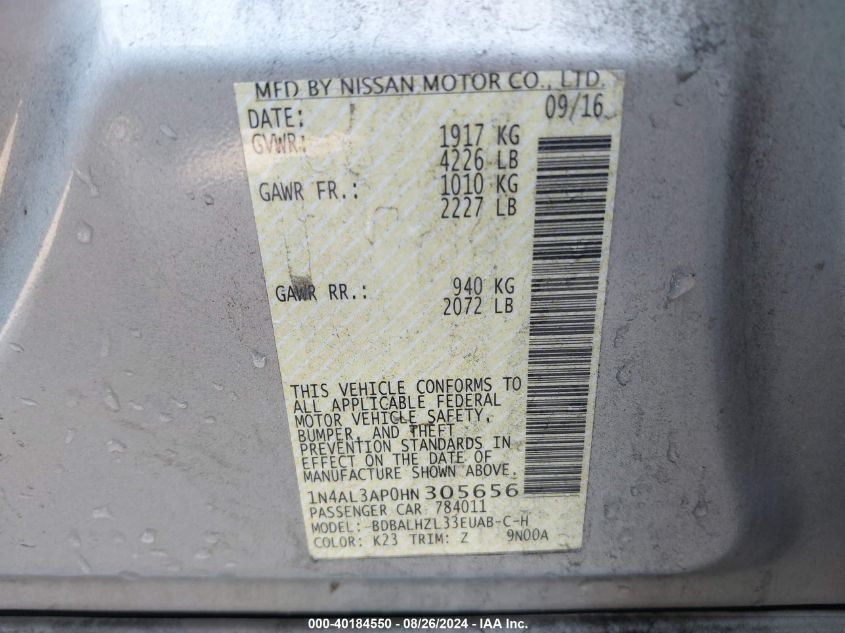 MFD BY NISSAN MOTOR CO., LTD.
DATE: 09/16
GVWR: 1917 KG
4226 LB
GAWR FR.: 1010 KG
2227 LB
GAWR RR.: 940 KG
2072 LB
THIS VEHICLE CONFORMS TO
ALL APPLICABLE FEDERAL
MOTOR VEHICLE SAFETY,
BUMPER, AND THEFT
PREVENTION STANDARDS IN
EFFECT ON THE DATE OF
MANUFACTURE SHOWN ABOVE.
1N4AL3AP0HN305656
PASSENGER CAR 784011
MODEL: BDBALHZL33EUAB-C-H
COLOR: K23 TRIM: Z 9N00A
000-40184550 - 08/26/2024 - IAA Inc.